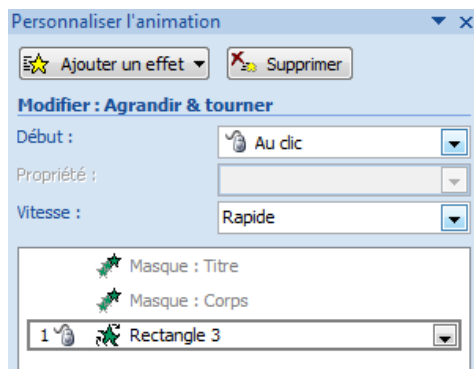 Personnaliser l'animation
Ajouter un effet Supprimer
Modifier : Agrandir & tourner
Début : Au clic
Propriété :
Vitesse : Rapide
Masque : Titre
Masque : Corps
1 Rectangle 3